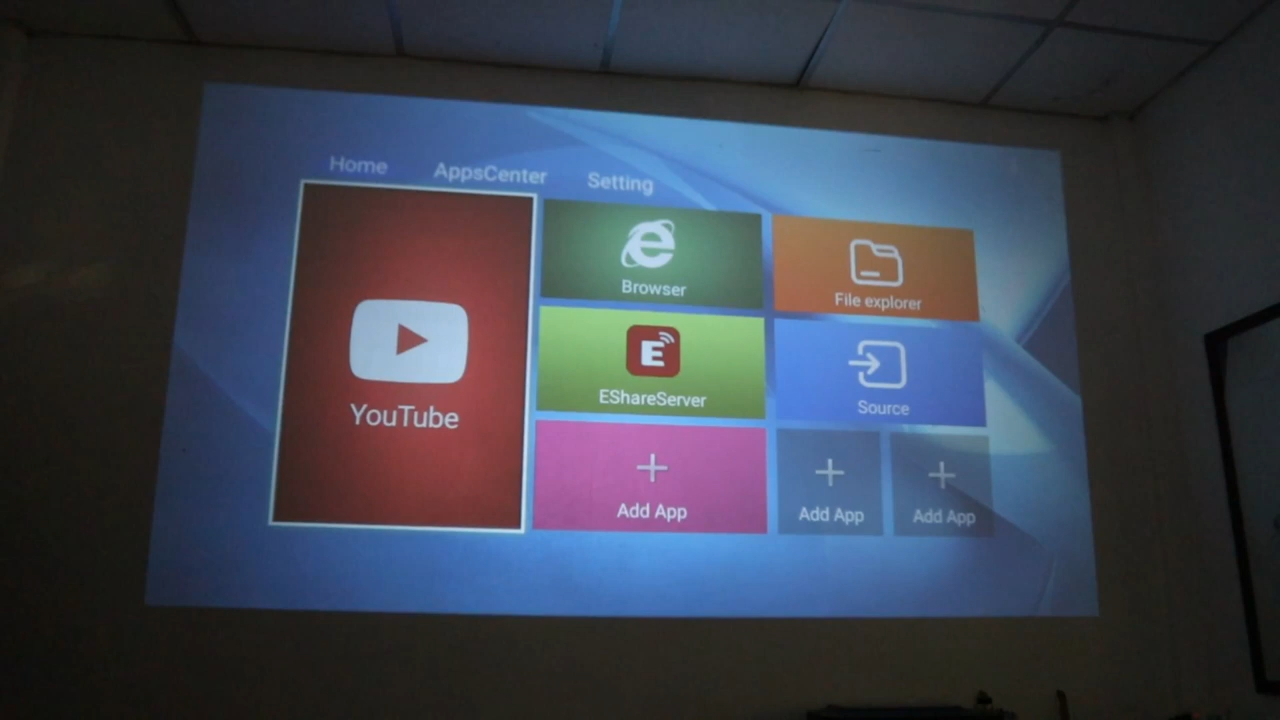 Home
AppsCenter
Setting
YouTube
Browser
File explorer
E
EShareServer
Source
Add App
Add App
Add App